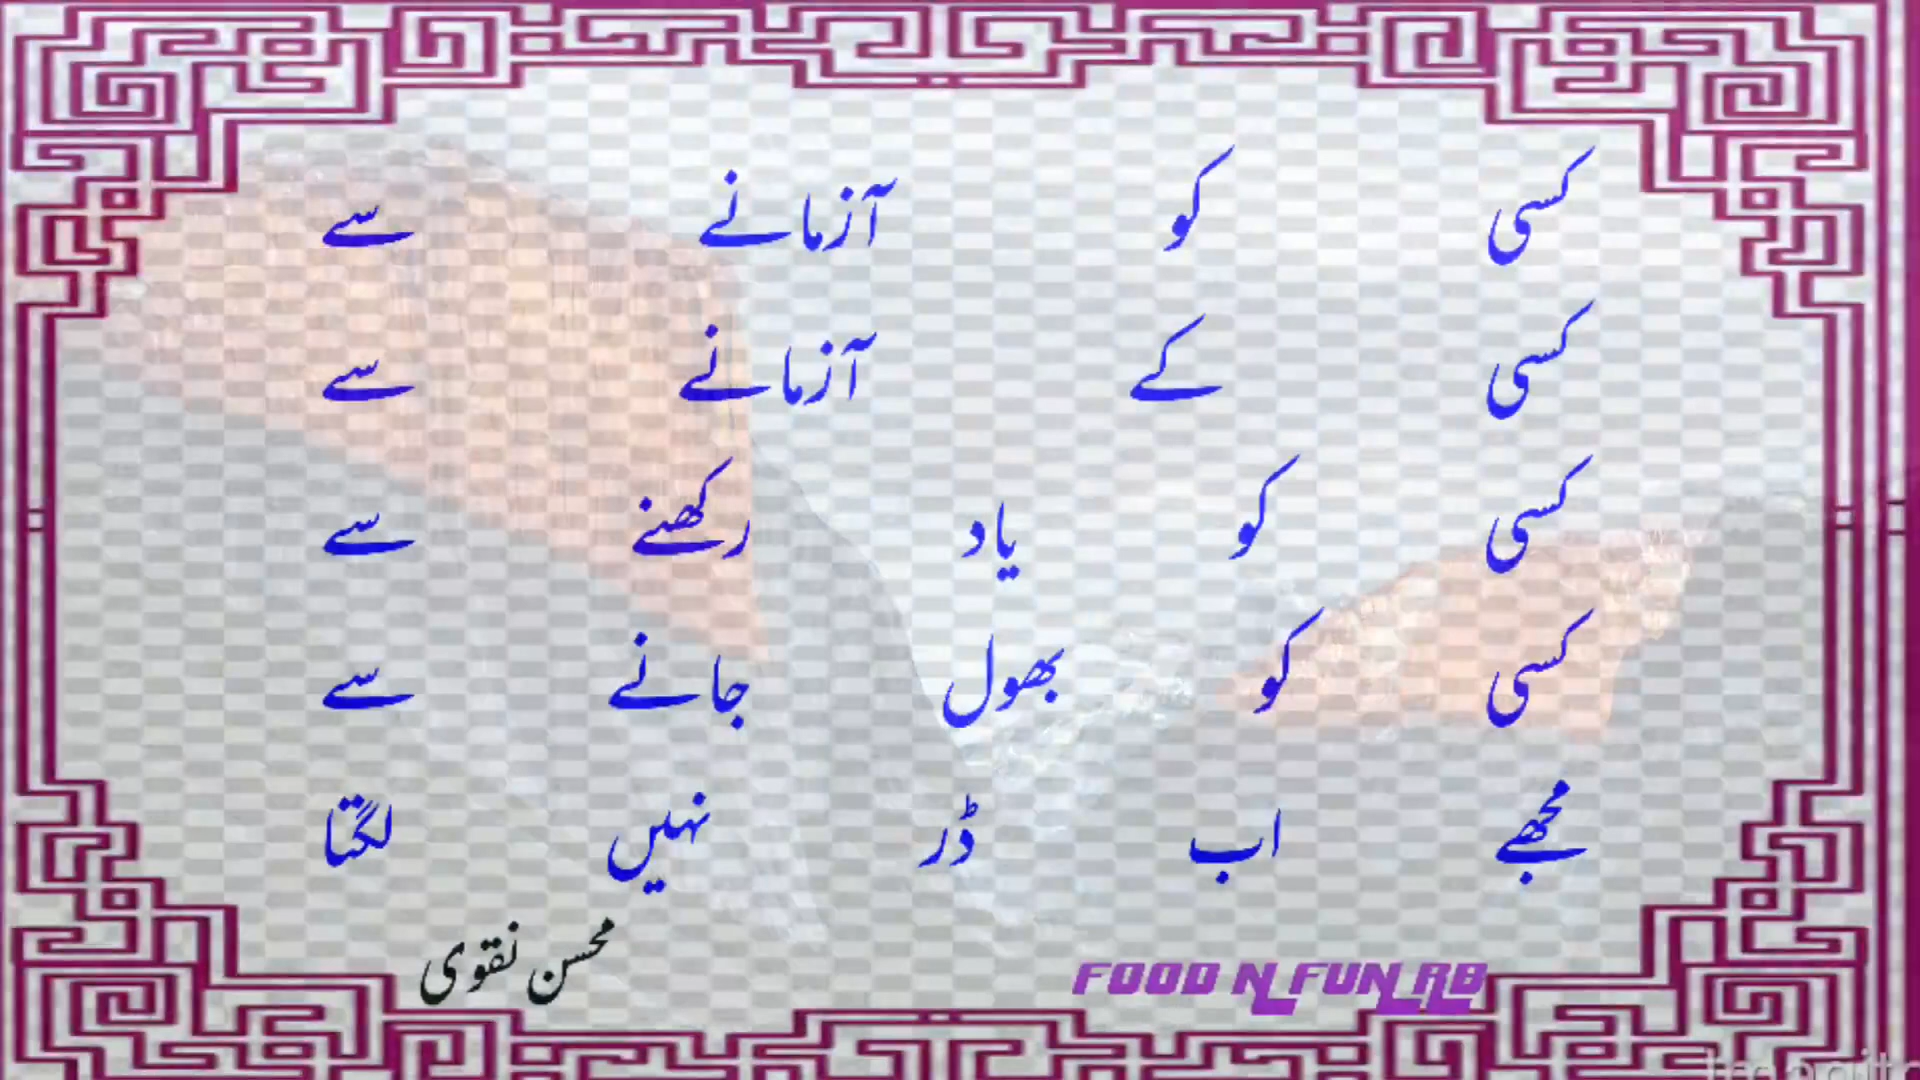 کسی کو آزمانے سے
کسی کے آزمانے سے
کسی کو یاد رکھنے سے
کسی کو بھول جانے سے
مجھے اب ڈر نہیں لگتا
محسن نقوی
FOOD N FUN RB